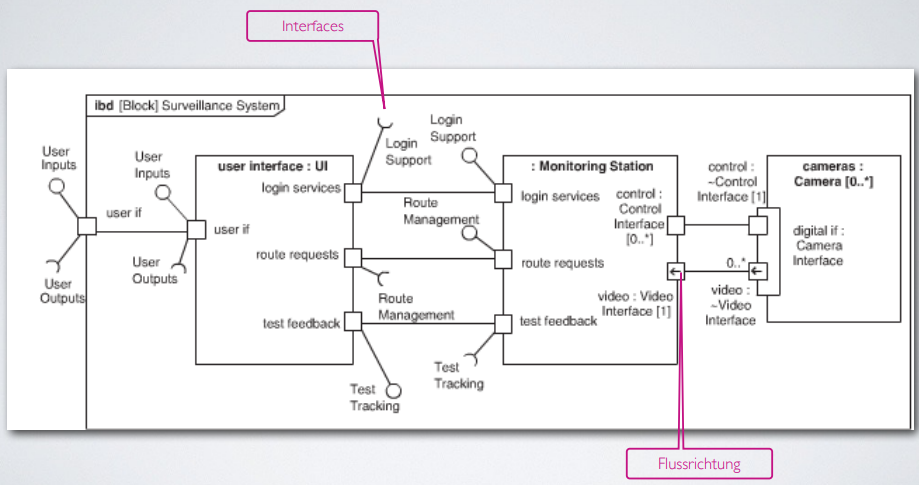 Interfaces
ibd [Block] Surveillance System
User
Inputs
User
Inputs
user if
User
Outputs
user if
User
Outputs
user interface : UI
login services
route requests
test feedback
Login
Support
Login
Support
Route
Management
Route
Management
Test
Tracking
Test
Tracking
: Monitoring Station
login services
route requests
test feedback
control :
Control
Interface
[0..*]
video : Video
Interface [1]
control :
~Control
Interface [1]
0..*
video :
~Video
Interface
cameras :
Camera [0..*]
digital if :
Camera
Interface
Flussrichtung